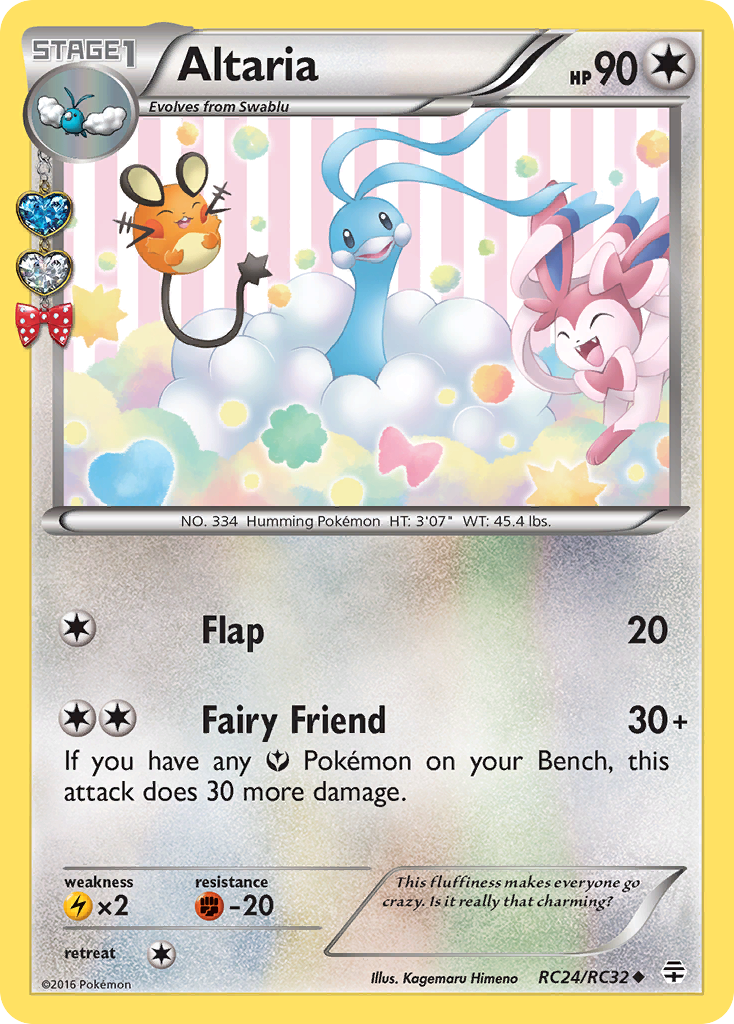 STAGE1
Altaria
HP 90
Evolves from Swablu
NO. 334 Humming Pokémon HT: 3'07" WT: 45.4 lbs.
Flap 20
Fairy Friend 30+
If you have any Pokémon on your Bench, this
attack does 30 more damage.
weakness
×2
resistance
-20
This fluffiness makes everyone go
crazy. Is it really that charming?
retreat
©2016 Pokémon
Illus. Kagemaru Himeno
RC24/RC32